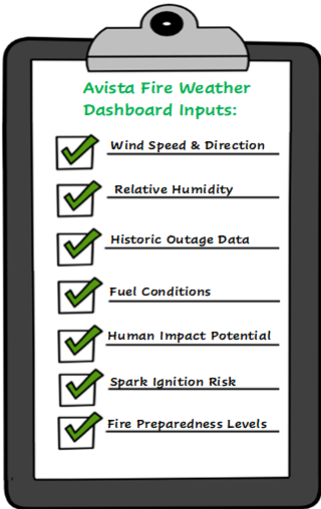 Avista Fire Weather
Dashboard Inputs:
Wind Speed & Direction
Relative Humidity
Historic Outage Data
Fuel Conditions
Human Impact Potential
Spark Ignition Risk
Fire Preparedness Levels